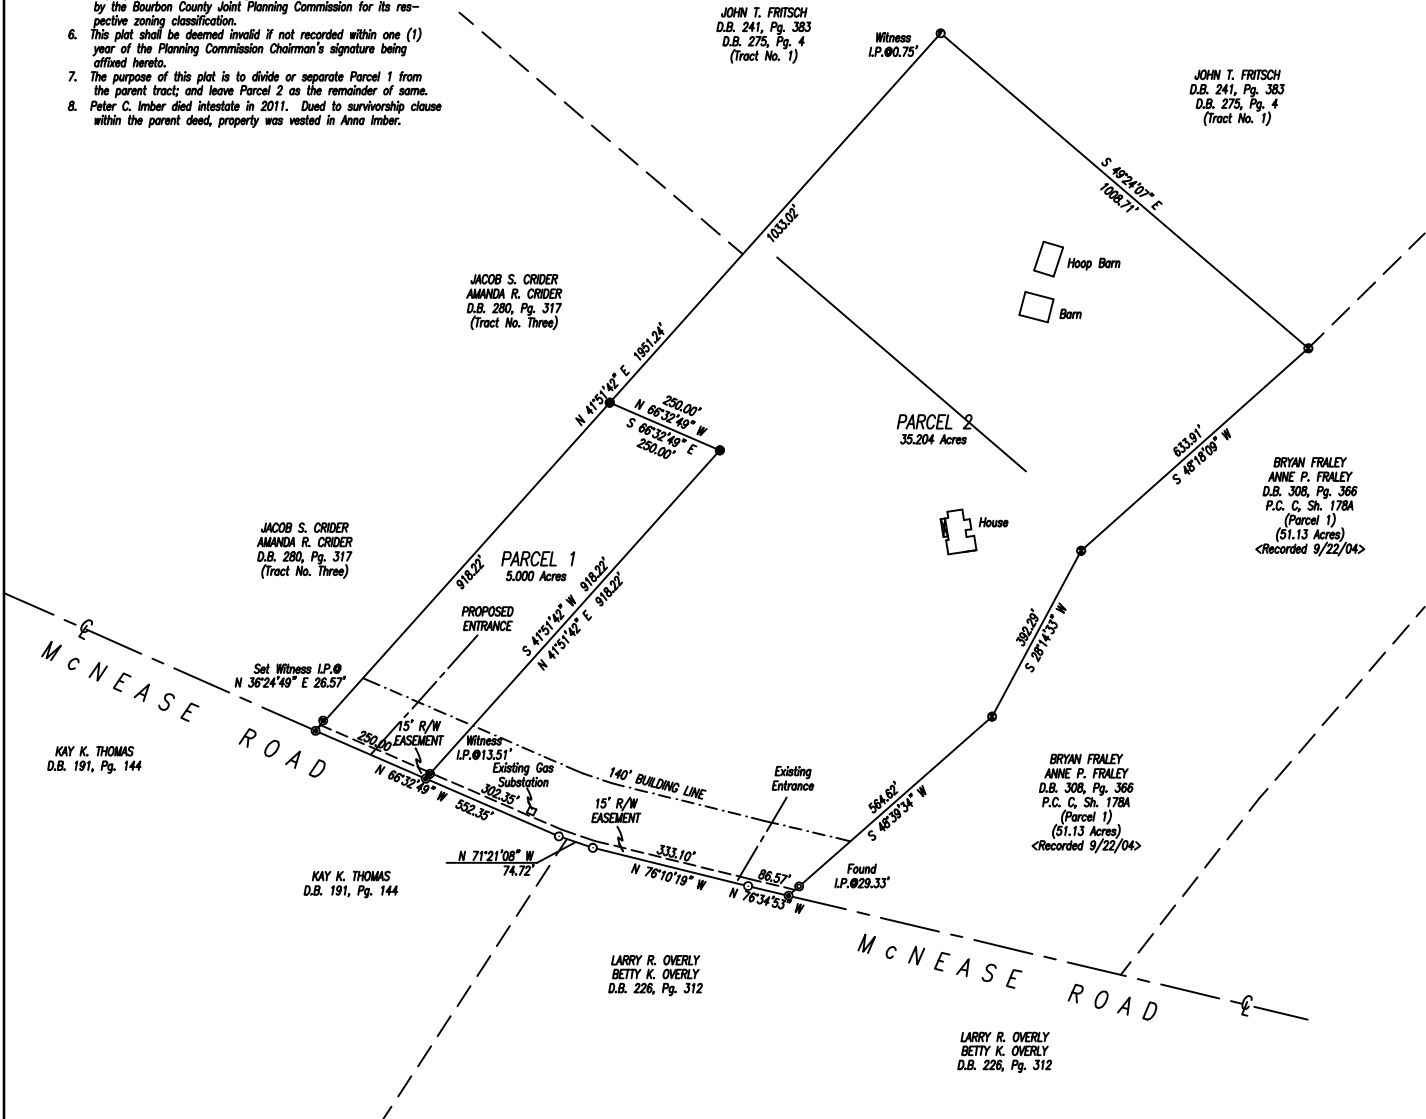 by the Bourbon County Joint Planning Commission for its res-
pective zoning classification.
6. This plat shall be deemed invalid if not recorded within one (1)
year of the Planning Commission Chairman's signature being
affixed hereto.
7. The purpose of this plat is to divide or separate Parcel 1 from
the parent tract; and leave Parcel 2 as the remainder of same.
8. Peter C. Imber died intestate in 2011. Dued to survivorship clause
within the parent deed, property was vested in Anna Imber.
JOHN T. FRITSCH
D.B. 241, Pg. 383
D.B. 275, Pg. 4
(Tract No. 1)
Witness
I.P.@0.75'
JOHN T. FRITSCH
D.B. 241, Pg. 383
D.B. 275, Pg. 4
(Tract No. 1)
S 49°24'07" E
1008.71'
1033.02'
Hoop Barn
Barn
JACOB S. CRIDER
AMANDA R. CRIDER
D.B. 280, Pg. 317
(Tract No. Three)
N 41°51'42" E 1951.24'
250.00'
N 66°32'49" W
S 66°32'49" E
250.00'
PARCEL 2
35.204 Acres
633.91'
S 48°18'09" W
BRYAN FRALEY
ANNE P. FRALEY
D.B. 308, Pg. 366
P.C. C, Sh. 178A
(Parcel 1)
(51.13 Acres)
<Recorded 9/22/04>
House
JACOB S. CRIDER
AMANDA R. CRIDER
D.B. 280, Pg. 317
(Tract No. Three)
918.22'
PARCEL 1
5.000 Acres
S 41°51'42" W 918.22'
N 41°51'42" E 918.22'
PROPOSED
ENTRANCE
392.29'
S 28°14'33" W
℄
McNEASE ROAD
Set Witness I.P.@
N 36°24'49" E 26.57'
250.00'
15' R/W
EASEMENT
Witness
I.P.@13.51'
KAY K. THOMAS
D.B. 191, Pg. 144
N 66°32'49" W
552.35'
302.35'
Existing Gas
Substation
140' BUILDING LINE
Existing
Entrance
15' R/W
EASEMENT
564.62'
S 48°39'34" W
BRYAN FRALEY
ANNE P. FRALEY
D.B. 308, Pg. 366
P.C. C, Sh. 178A
(Parcel 1)
(51.13 Acres)
<Recorded 9/22/04>
N 71°21'08" W
74.72'
333.10'
N 76°10'19" W
86.57'
N 76°34'53" W
Found
I.P.@29.33'
KAY K. THOMAS
D.B. 191, Pg. 144
McNEASE ROAD
℄
LARRY R. OVERLY
BETTY K. OVERLY
D.B. 226, Pg. 312
LARRY R. OVERLY
BETTY K. OVERLY
D.B. 226, Pg. 312